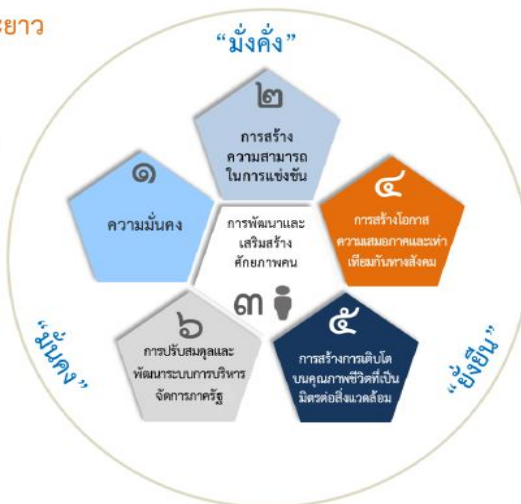 ะยาว
“มั่งคั่ง”
๒
การสร้าง
ความสามารถ
ในการแข่งขัน
๑
ความมั่นคง
การพัฒนาและ
เสริมสร้าง
ศักยภาพคน
๓
๔
การสร้างโอกาส
ความเสมอภาคและเท่า
เทียมกันทางสังคม
๖
การปรับสมดุลและ
พัฒนาระบบการบริหาร
จัดการภาครัฐ
๕
การสร้างการเติบโต
บนคุณภาพชีวิตที่เป็น
มิตรต่อสิ่งแวดล้อม
“มั่นคง”
“ยั่งยืน”